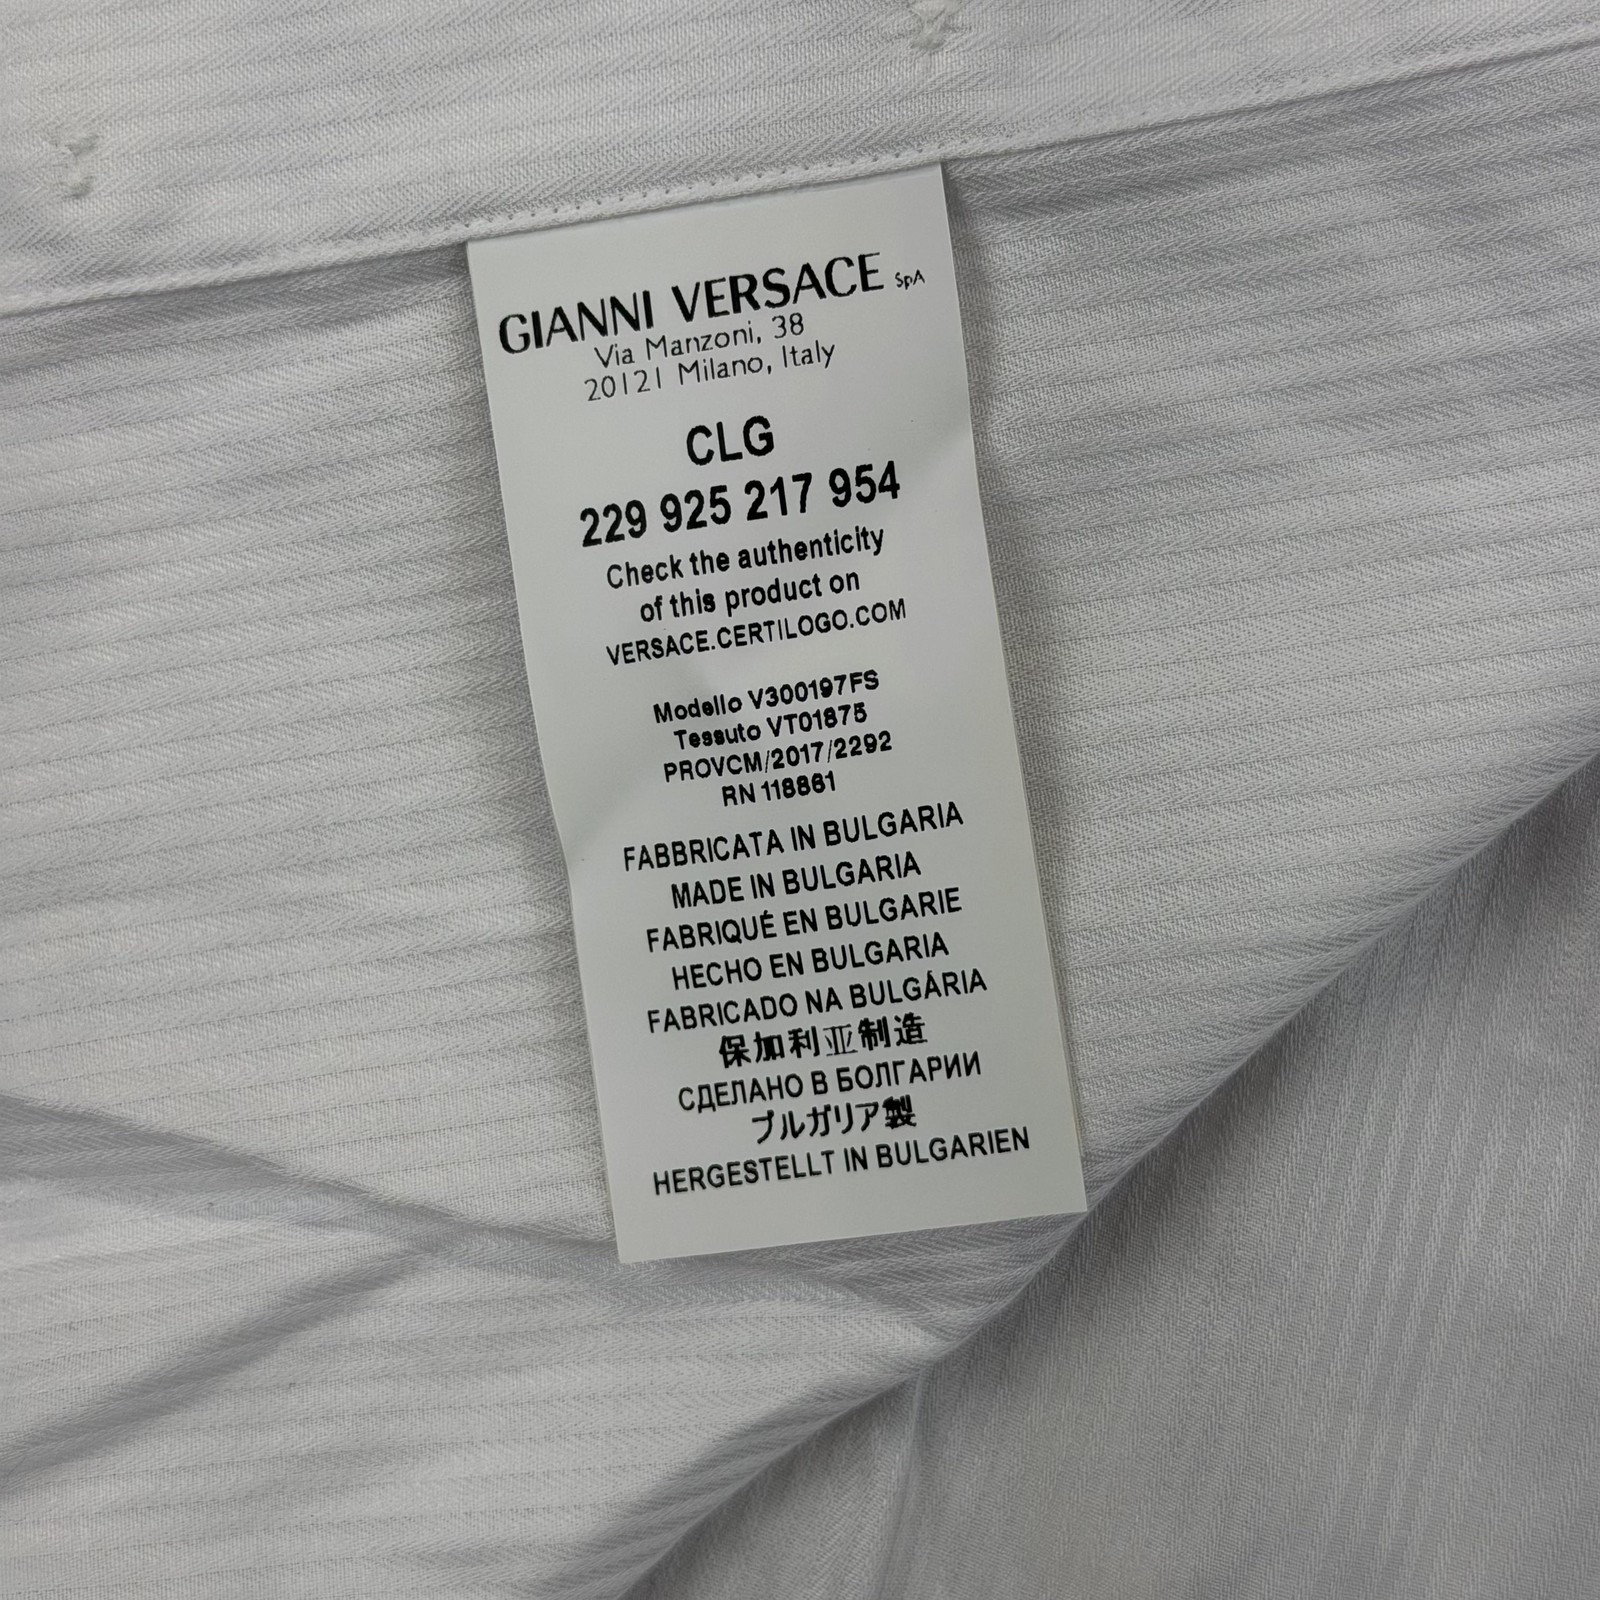 GIANNI VERSACE SpA
Via Manzoni, 38
20121 Milano, Italy
CLG
229 925 217 954
Check the authenticity
of this product on
VERSACE.CERTILOGO.COM
Modello V300197FS
Tessuto VT01875
PROVCM/2017/2292
RN 118861
FABBRICATA IN BULGARIA
MADE IN BULGARIA
FABRIQUÉ EN BULGARIE
HECHO EN BULGARIA
FABRICADO NA BULGÁRIA
保加利亚制造
СДЕЛАНО В БОЛГАРИИ
ブルガリア製
HERGESTELLT IN BULGARIEN